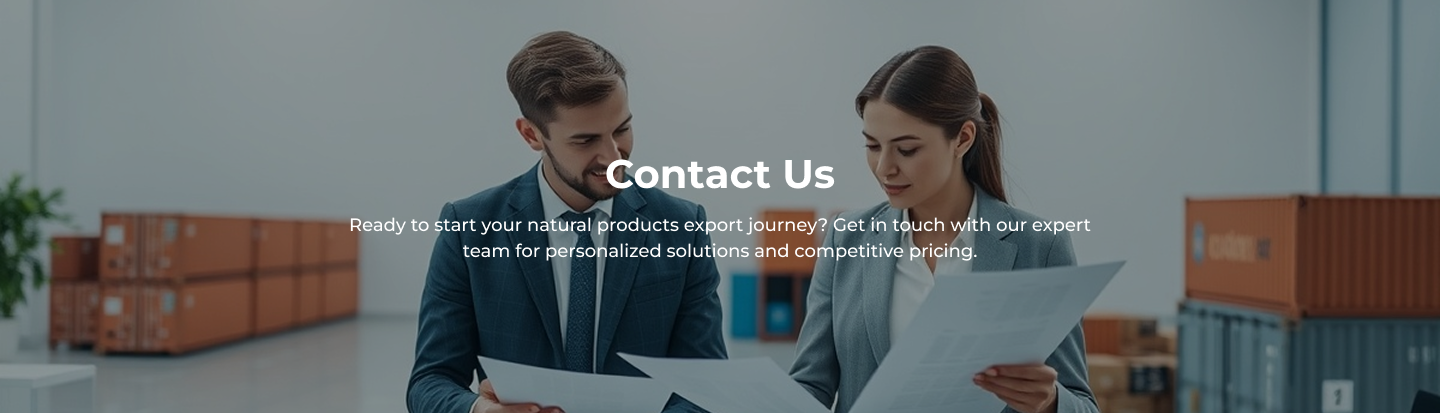 Contact Us
Ready to start your natural products export journey? Get in touch with our expert
team for personalized solutions and competitive pricing.